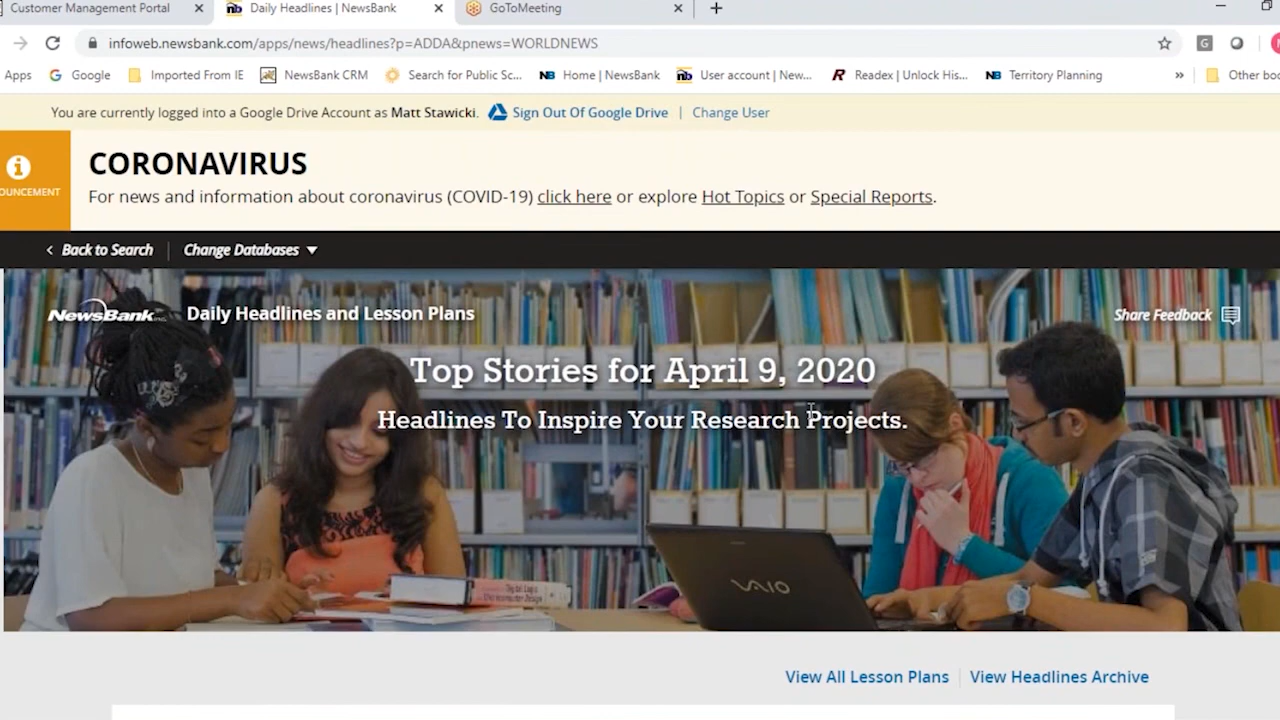 Customer Management Portal
Daily Headlines | NewsBank
GoToMeeting
infoweb.newsbank.com/apps/news/headlines?p=ADDA&pnews=WORLDNEWS
G
Apps
Google
Imported From IE
NewsBank CRM
Search for Public Sc...
NB Home | NewsBank
nb User account | New...
R Readex | Unlock His...
NB Territory Planning
»
Other boo
You are currently logged into a Google Drive Account as Matt Stawicki. Sign Out Of Google Drive | Change User
OUNCEMENT
CORONAVIRUS
For news and information about coronavirus (COVID-19) click here or explore Hot Topics or Special Reports.
< Back to Search | Change Databases
NewsBank inc. Daily Headlines and Lesson Plans
Share Feedback
Top Stories for April 9, 2020
Headlines To Inspire Your Research Projects.
VAIO
View All Lesson Plans | View Headlines Archive